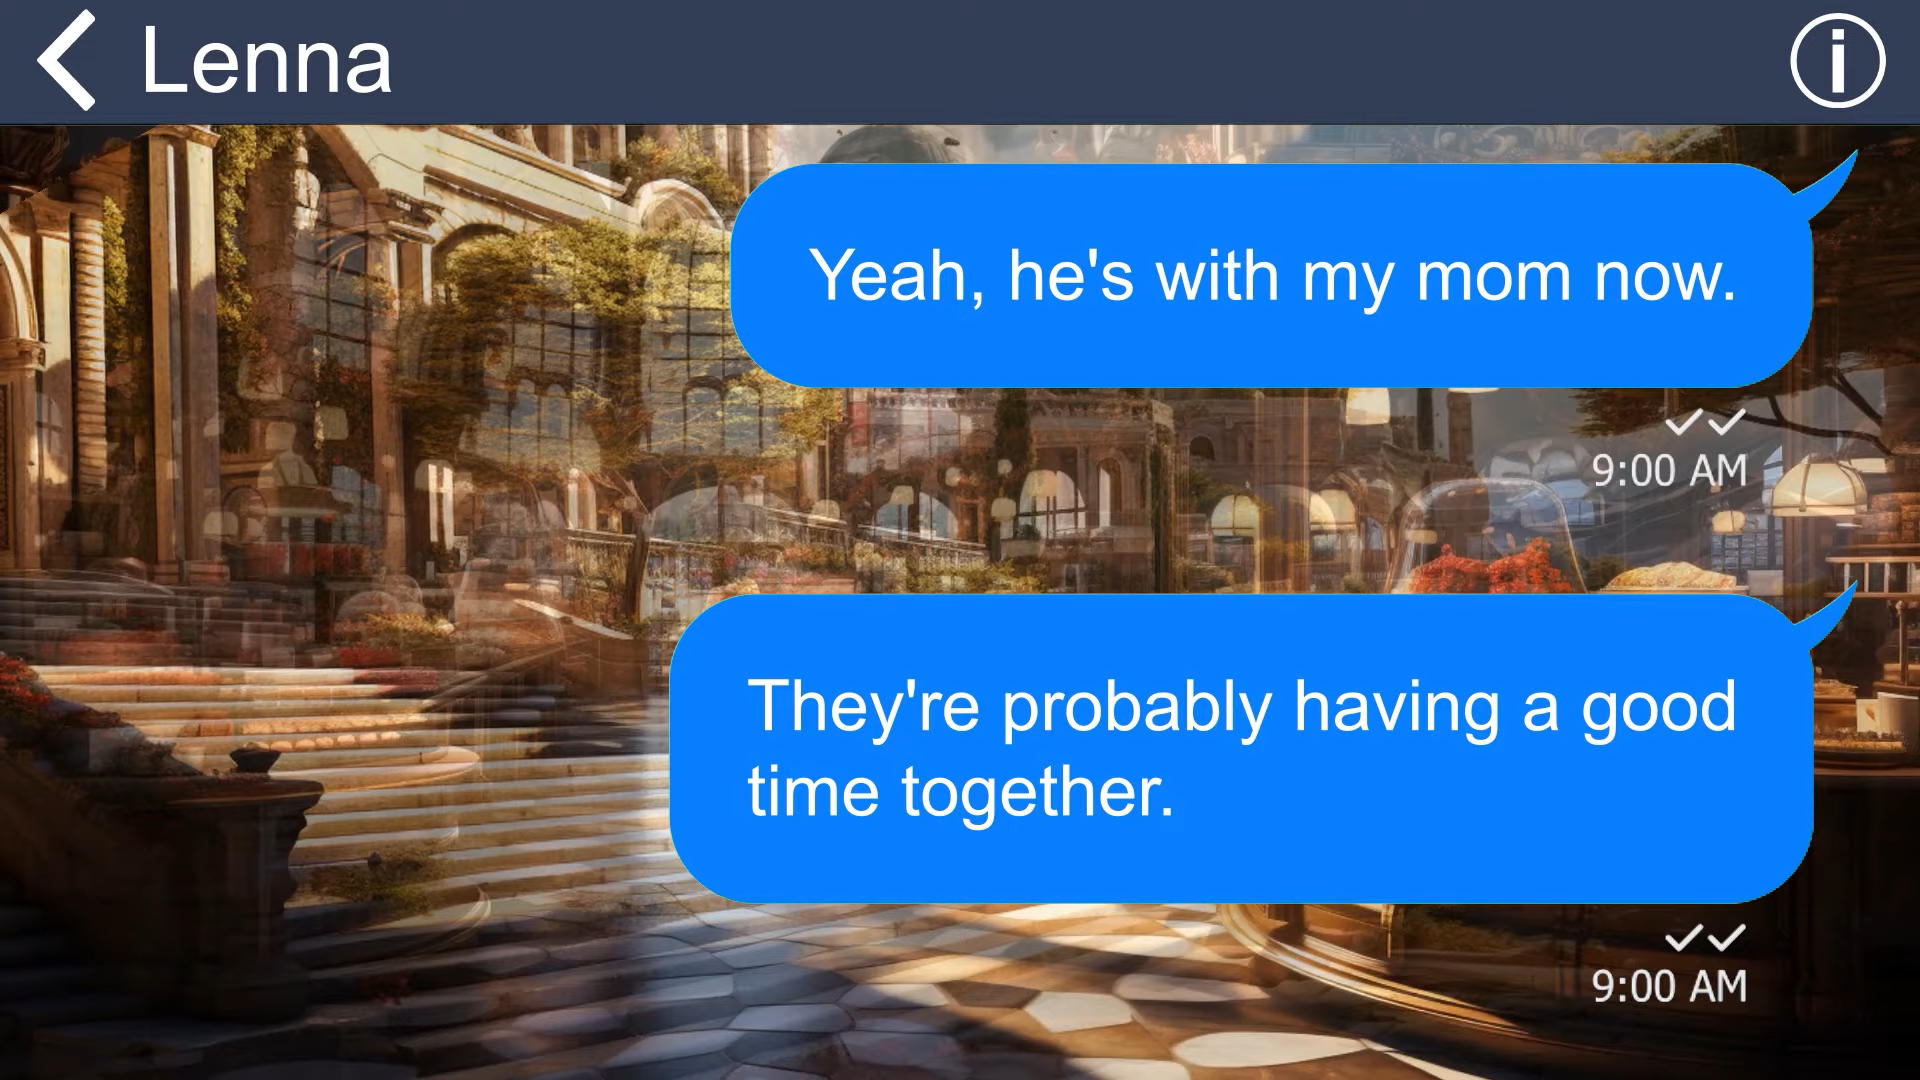 Lenna
Yeah, he's with my mom now.
9:00 AM
They're probably having a good
time together.
9:00 AM